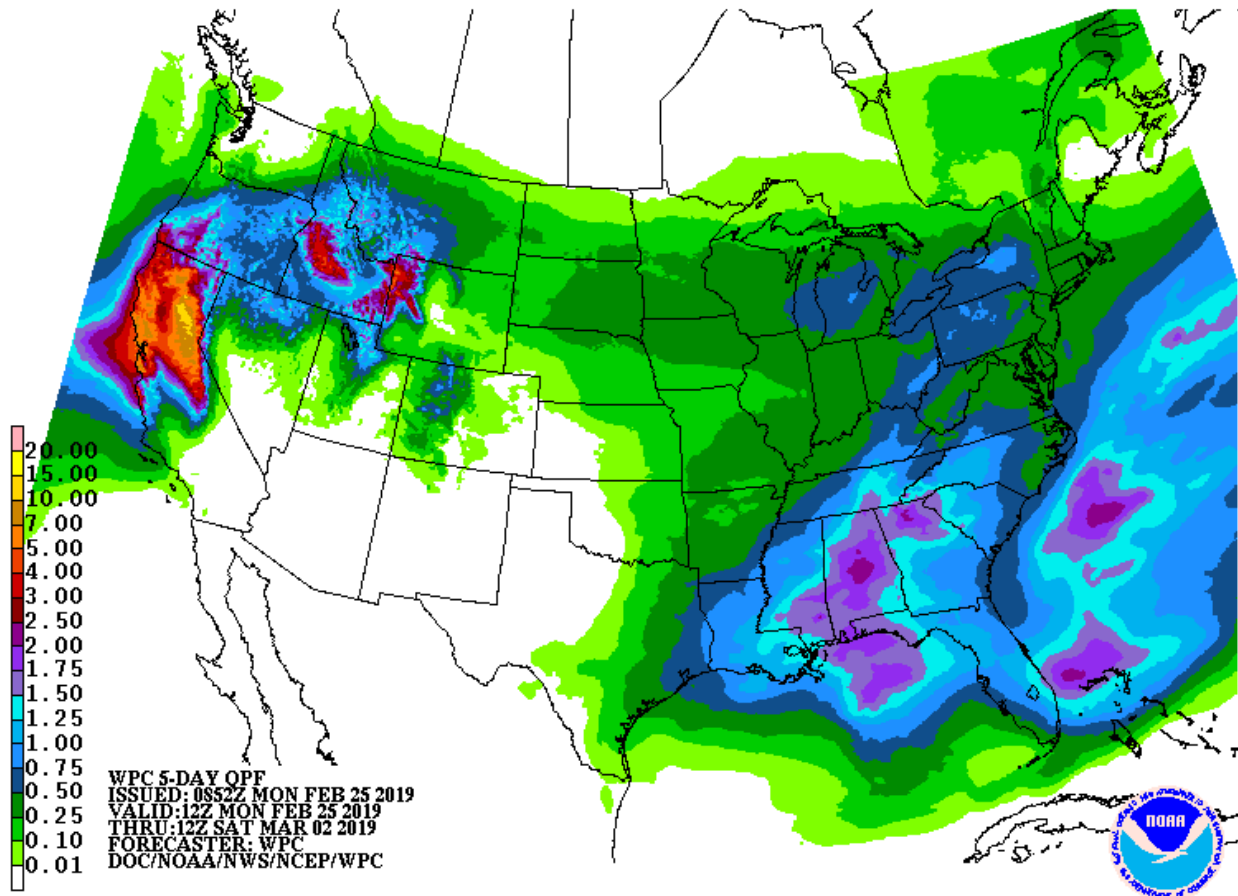 20.00
15.00
10.00
7.00
5.00
4.00
3.00
2.50
2.00
1.75
1.50
1.25
1.00
0.75
0.50
0.25
0.10
0.01
WPC 5-DAY QPF
ISSUED: 0852Z MON FEB 25 2019
VALID:12Z MON FEB 25 2019
THRU:12Z SAT MAR 02 2019
FORECASTER: WPC
DOC/NOAA/NWS/NCEP/WPC
NOAA